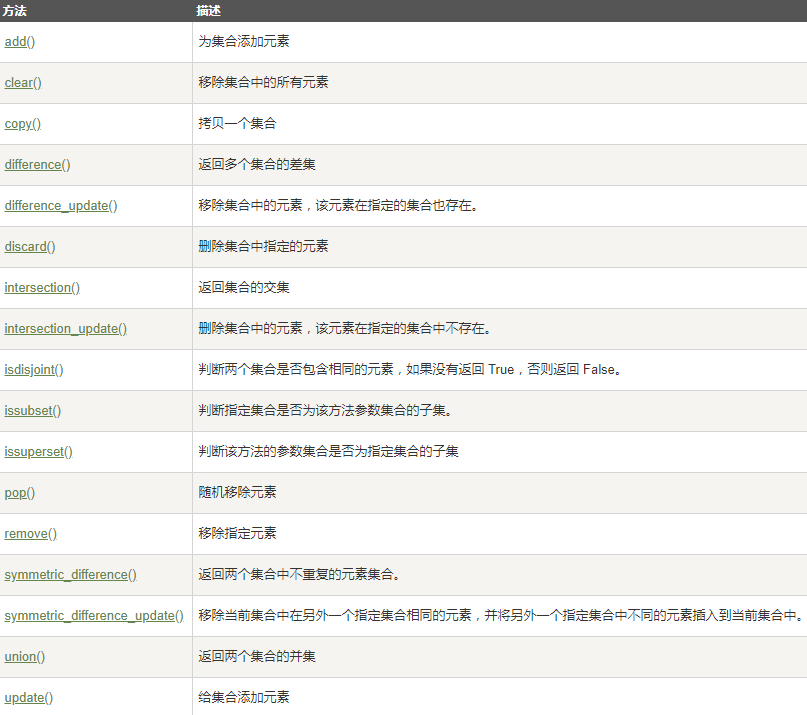 方法 描述
add() 为集合添加元素
clear() 移除集合中的所有元素
copy() 拷贝一个集合
difference() 返回多个集合的差集
difference_update() 移除集合中的元素，该元素在指定的集合也存在。
discard() 删除集合中指定的元素
intersection() 返回集合的交集
intersection_update() 删除集合中的元素，该元素在指定的集合中不存在。
isdisjoint() 判断两个集合是否包含相同的元素，如果没有返回 True，否则返回 False。
issubset() 判断指定集合是否为该方法参数集合的子集。
issuperset() 判断该方法的参数集合是否为指定集合的子集
pop() 随机移除元素
remove() 移除指定元素
symmetric_difference() 返回两个集合中不重复的元素集合。
symmetric_difference_update() 移除当前集合中在另外一个指定集合相同的元素，并将另外一个指定集合中不同的元素插入到当前集合中。
union() 返回两个集合的并集
update() 给集合添加元素